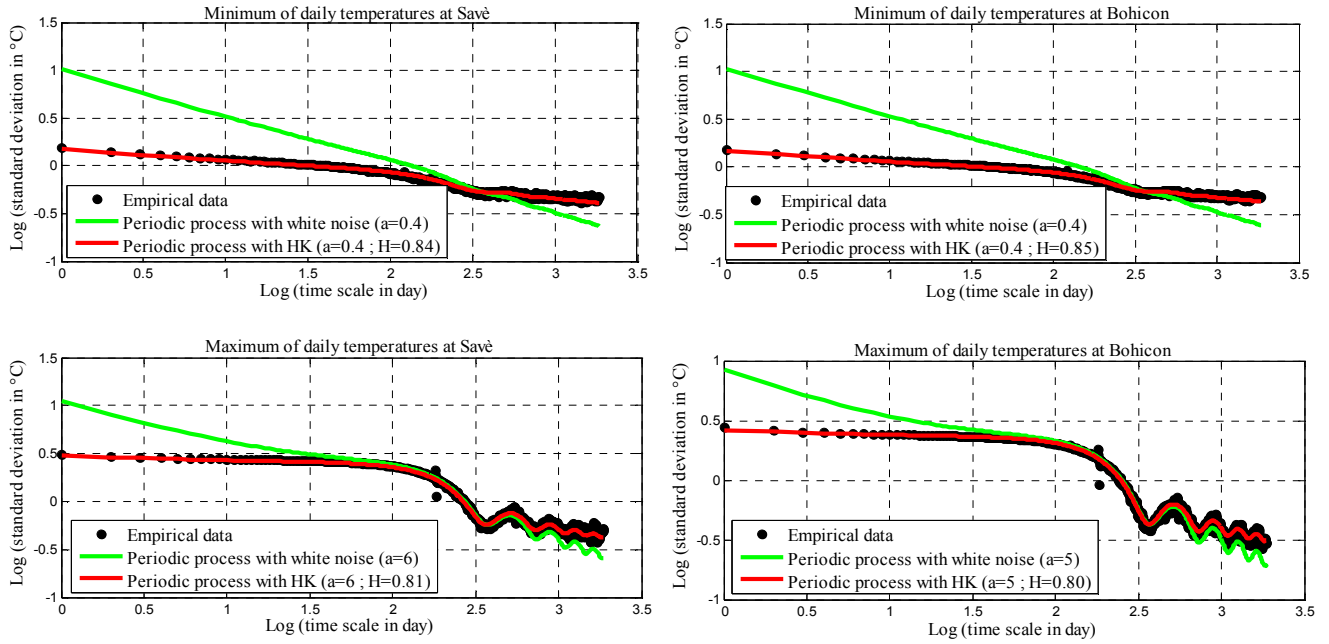 Minimum of daily temperatures at Savè
1.5
1
0.5
0
-0.5
-1
Log (standard deviation in °C)
Empirical data
Periodic process with white noise (a=0.4)
Periodic process with HK (a=0.4 ; H=0.84)
0 0.5 1 1.5 2 2.5 3 3.5
Log (time scale in day)
Minimum of daily temperatures at Bohicon
1.5
1
0.5
0
-0.5
-1
Log (standard deviation in °C)
Empirical data
Periodic process with white noise (a=0.4)
Periodic process with HK (a=0.4 ; H=0.85)
0 0.5 1 1.5 2 2.5 3 3.5
Log (time scale in day)
Maximum of daily temperatures at Savè
1.5
1
0.5
0
-0.5
-1
Log (standard deviation in °C)
Empirical data
Periodic process with white noise (a=6)
Periodic process with HK (a=6 ; H=0.81)
0 0.5 1 1.5 2 2.5 3 3.5
Log (time scale in day)
Maximum of daily temperatures at Bohicon
1
0.5
0
-0.5
-1
Log (standard deviation in °C)
Empirical data
Periodic process with white noise (a=5)
Periodic process with HK (a=5 ; H=0.80)
0 0.5 1 1.5 2 2.5 3 3.5
Log (time scale in day)